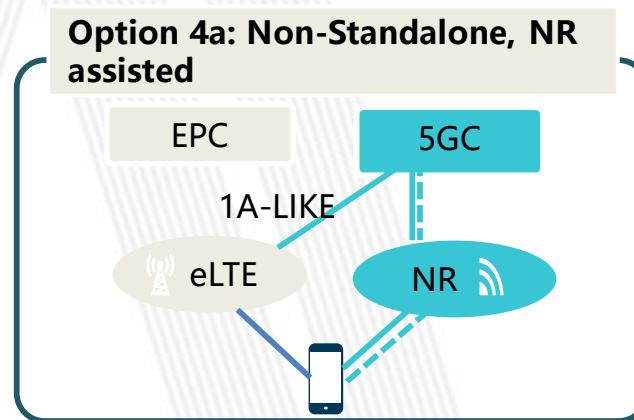 Option 4a: Non-Standalone, NR
assisted
EPC
5GC
1A-LIKE
eLTE
NR